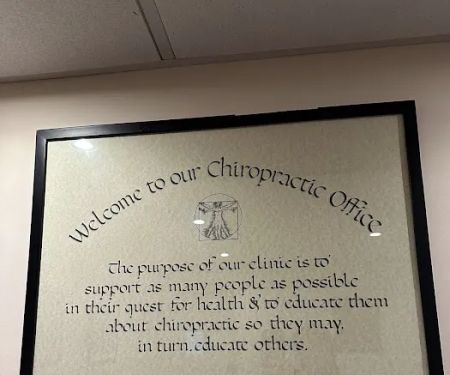 Welcome to our Chiropractic Office
The purpose of our clinic is to
support as many people as possible
in their quest for health & to educate them
about chiropractic so they may,
in turn, educate others.